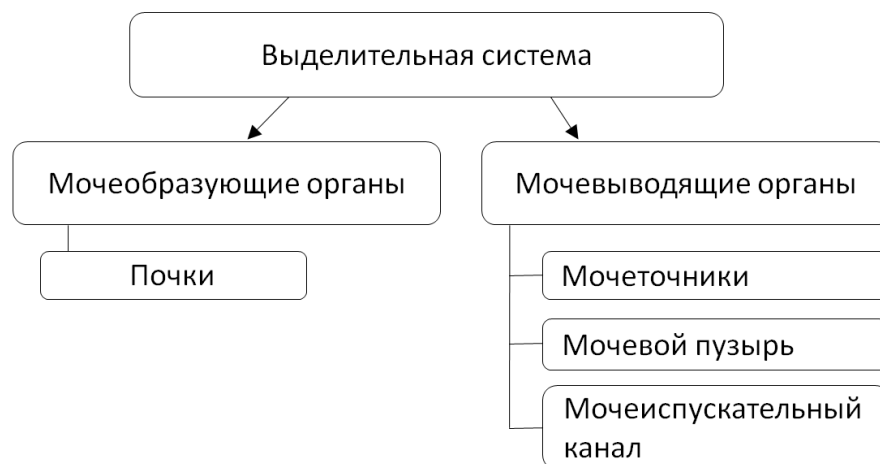 Выделительная система
Мочеобразующие органы
Мочевыводящие органы
Почки
Мочеточники
Мочевой пузырь
Мочеиспускательный
канал